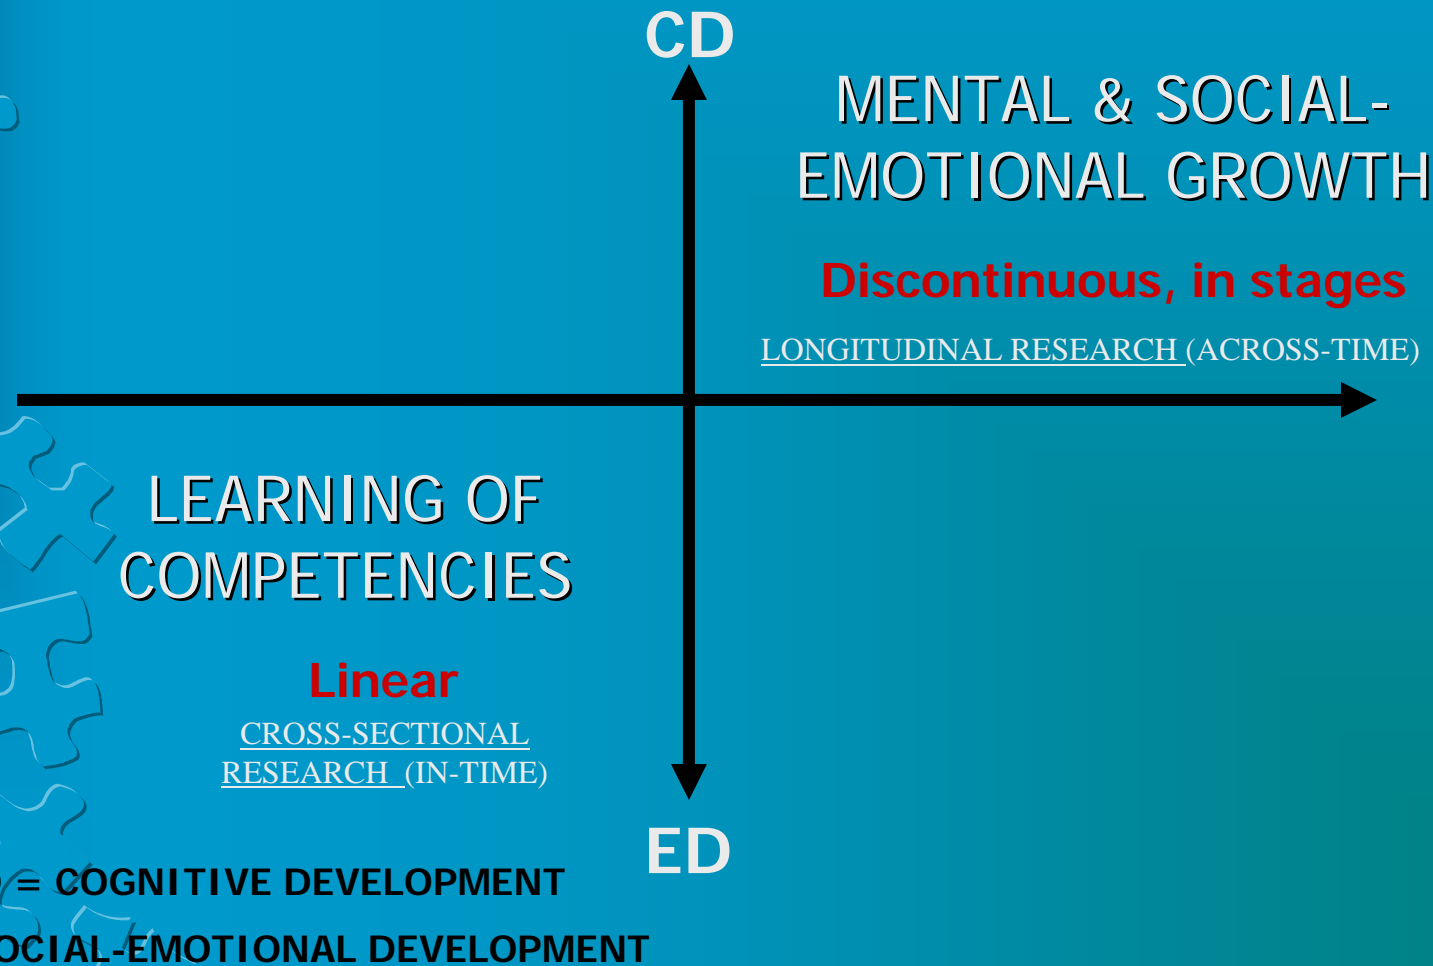 CD
MENTAL & SOCIAL-
EMOTIONAL GROWTH
Discontinuous, in stages
LONGITUDINAL RESEARCH (ACROSS-TIME)
LEARNING OF
COMPETENCIES
Linear
CROSS-SECTIONAL
RESEARCH (IN-TIME)
ED
= COGNITIVE DEVELOPMENT
OCIAL-EMOTIONAL DEVELOPMENT